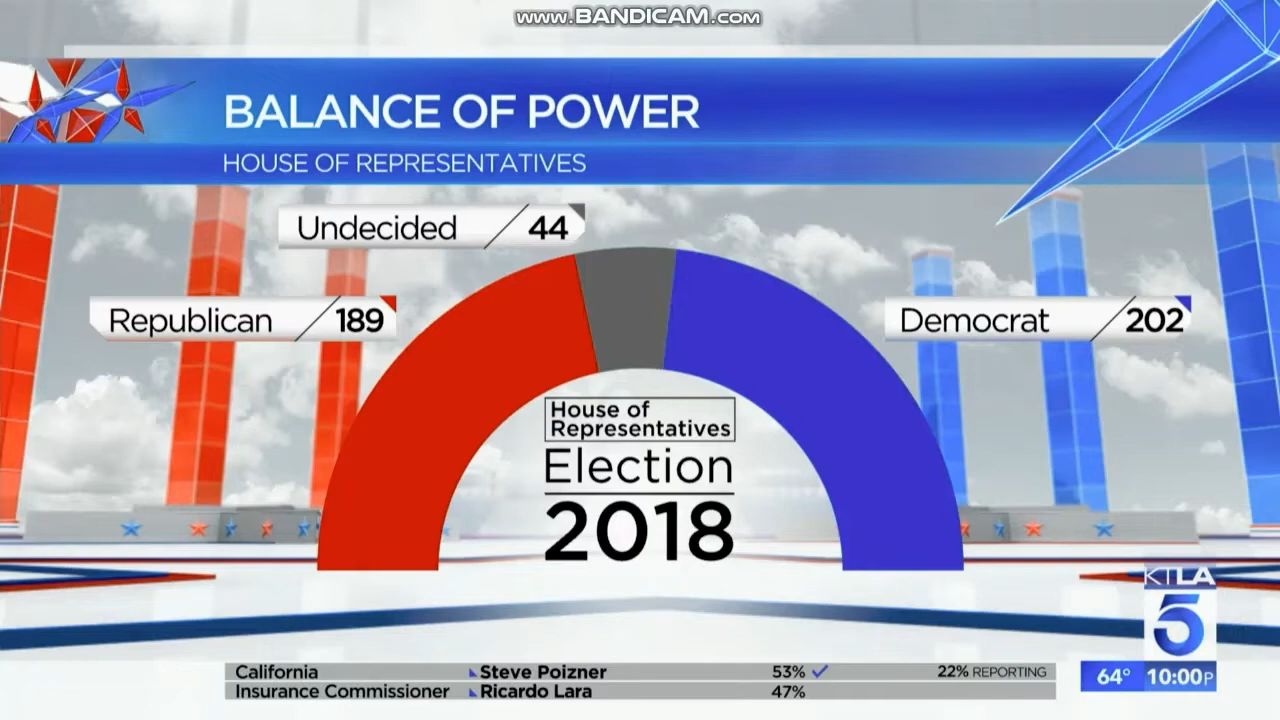 www.BANDICAM.com
BALANCE OF POWER
HOUSE OF REPRESENTATIVES
Undecided 44
Republican 189
Democrat 202
House of
Representatives
Election
2018
KTLA
5
California Steve Poizner 53% 22% REPORTING
Insurance Commissioner Ricardo Lara 47%
64° 10:00P